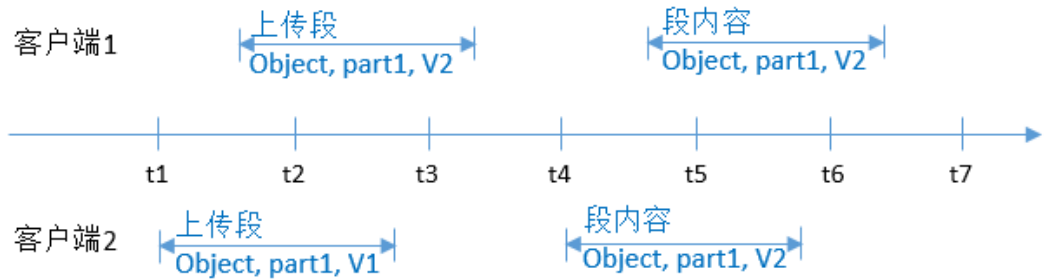 客户端1
上传段
Object, part1, V2
段内容
Object, part1, V2
t1 t2 t3 t4 t5 t6 t7
客户端2
上传段
Object, part1, V1
段内容
Object, part1, V2